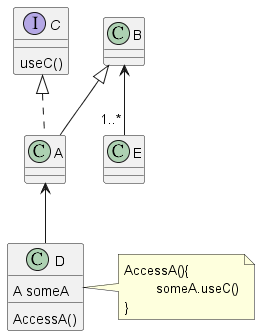 I C
useC()
C B
C A
1..*
C E
C D
A someA
AccessA()
AccessA(){
someA.useC()
}